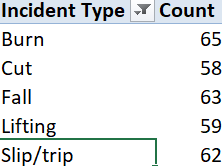 Incident Type Count
Burn 65
Cut 58
Fall 63
Lifting 59
Slip/trip 62